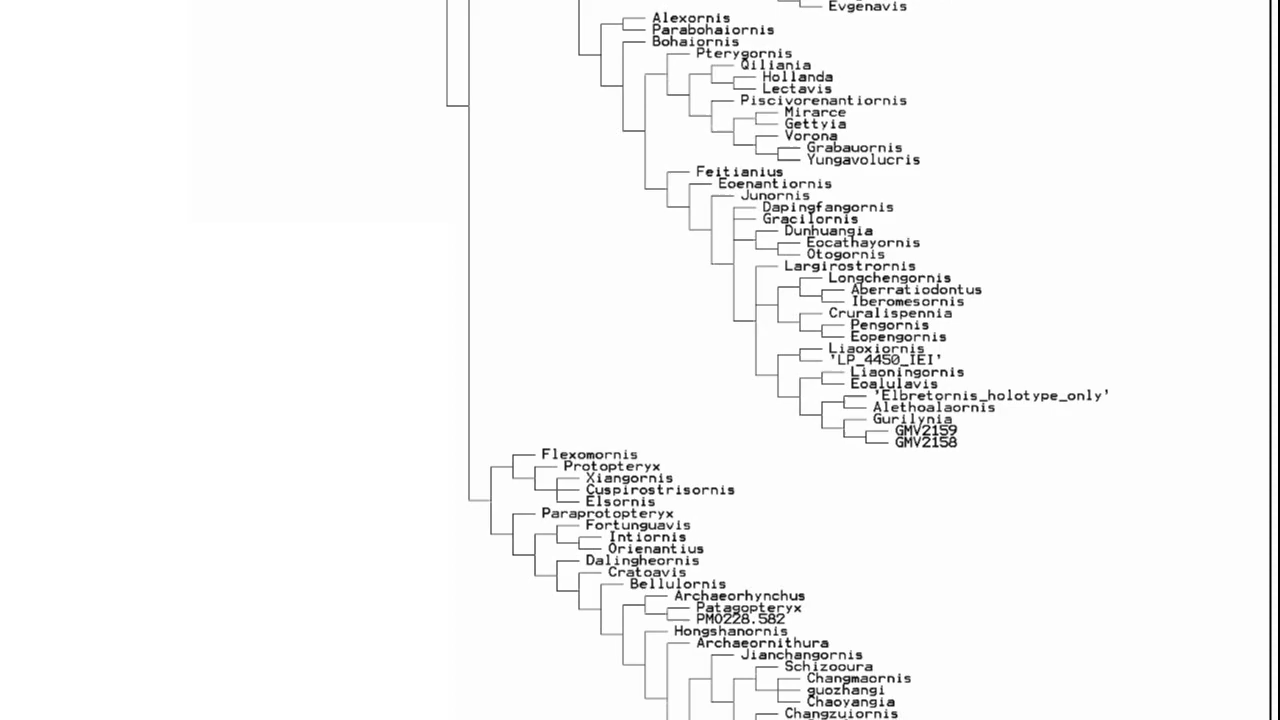 Evgenavis
Alexornis
Parabohaiornis
Bohaiornis
Pterygornis
Qiliania
Hollanda
Lectavis
Piscivorenantiornis
Mirarce
Gettyia
Vorona
Grabauornis
Yungavolucris
Feitianius
Eoenantiornis
Junornis
Dapingfangornis
Gracilornis
Dunhuangia
Eocathayornis
Otogornis
Largirostrornis
Longchengornis
Aberratiodontus
Iberomesornis
Cruralispennia
Pengornis
Eopengornis
Liaoxiornis
'LP_4450_IEI'
Liaoningornis
Eoalulavis
'Elbretornis_holotype_only'
Alethoalaornis
Gurilynia
GMV2159
GMV2158
Flexomornis
Protopteryx
Xiangornis
Cuspirostrisornis
Elsornis
Paraprotopteryx
Fortunguavis
Intiornis
Orienantius
Dalingheornis
Cratoavis
Bellulornis
Archaeorhynchus
Patagopteryx
PMO228.582
Hongshanornis
Archaeornithura
Jianchangornis
Schizooura
Changmaornis
guozhangi
Chaoyangia
Changzuiornis